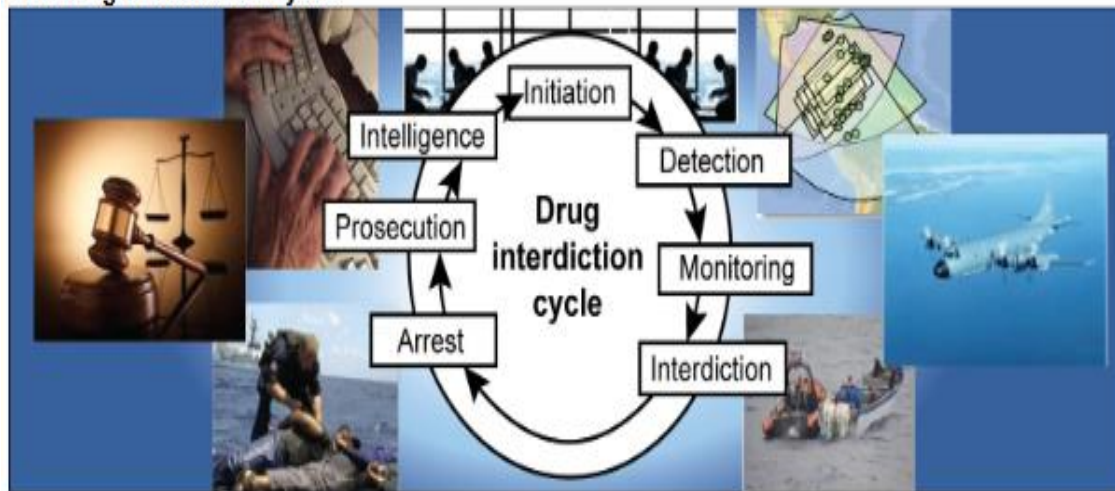 Initiation
Intelligence
Detection
Drug
interdiction
cycle
Prosecution
Monitoring
Arrest
Interdiction